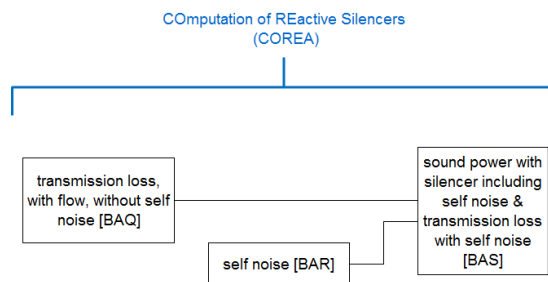 COmputation of REactive Silencers
(COREA)
transmission loss,
with flow, without self
noise [BAQ]
self noise [BAR]
sound power with
silencer including
self noise &
transmission loss
with self noise
[BAS]